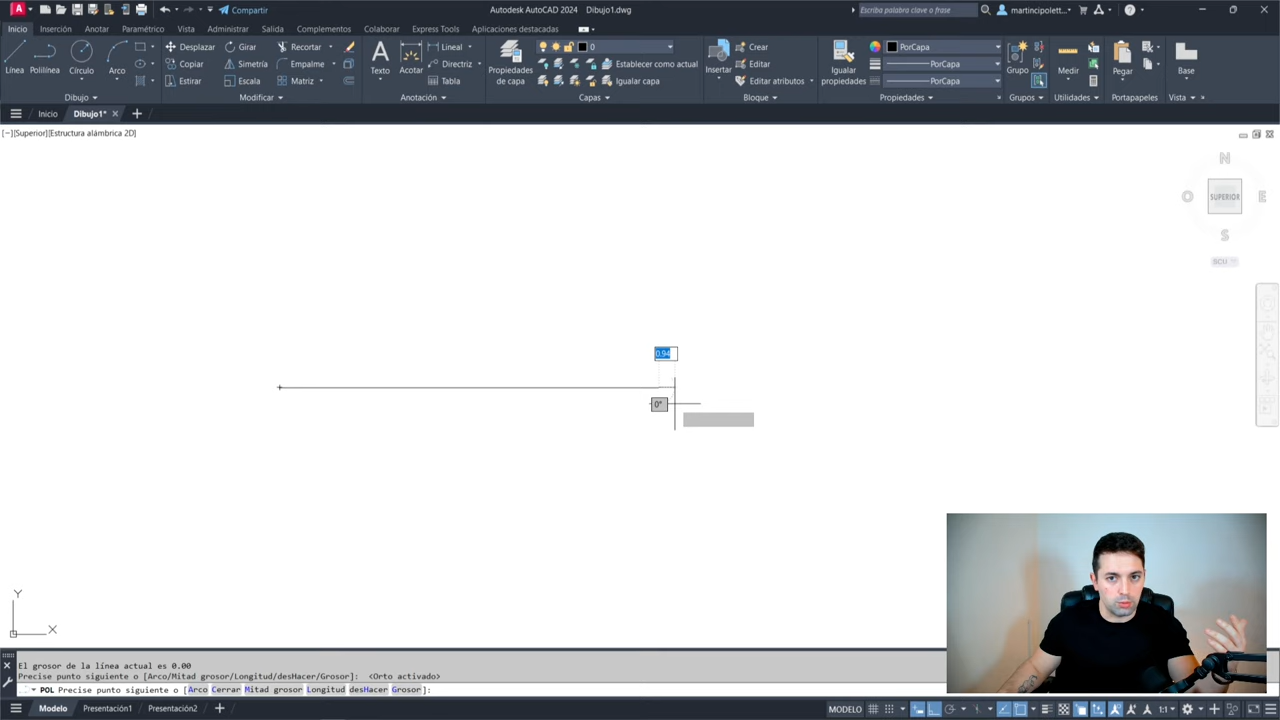 Compartir
Autodesk AutoCAD 2024   Dibujo1.dwg
Escriba palabra clave o frase
martincipolett...
Inicio Inserción Anotar Paramétrico Vista Administrar Salida Complementos Colaborar Express Tools Aplicaciones destacadas
Línea Polilínea Círculo Arco
Desplazar Girar Recortar
Copiar Simetría Empalme
Estirar Escala Matriz
Texto Acotar
Lineal
Directriz
Tabla
Propiedades de capa
0
Establecer como actual
Igualar capa
Insertar
Crear
Editar
Editar atributos
Igualar propiedades
PorCapa
PorCapa
PorCapa
Grupo Medir Pegar Base
Dibujo Modificar Anotación Capas Bloque Propiedades Grupos Utilidades Portapapeles Vista
Inicio Dibujo1*
[−][Superior][Estructura alámbrica 2D]
N
O SUPERIOR E
S
SCU
0.94
0°
Y
X
El grosor de la línea actual es 0.00
Precise punto siguiente o [Arco/Mitad grosor/Longitud/desHacer/Grosor]:  <Orto activado>
POL Precise punto siguiente o [Arco Cerrar Mitad grosor Longitud desHacer Grosor]:
Modelo Presentación1 Presentación2 +
MODELO 1:1